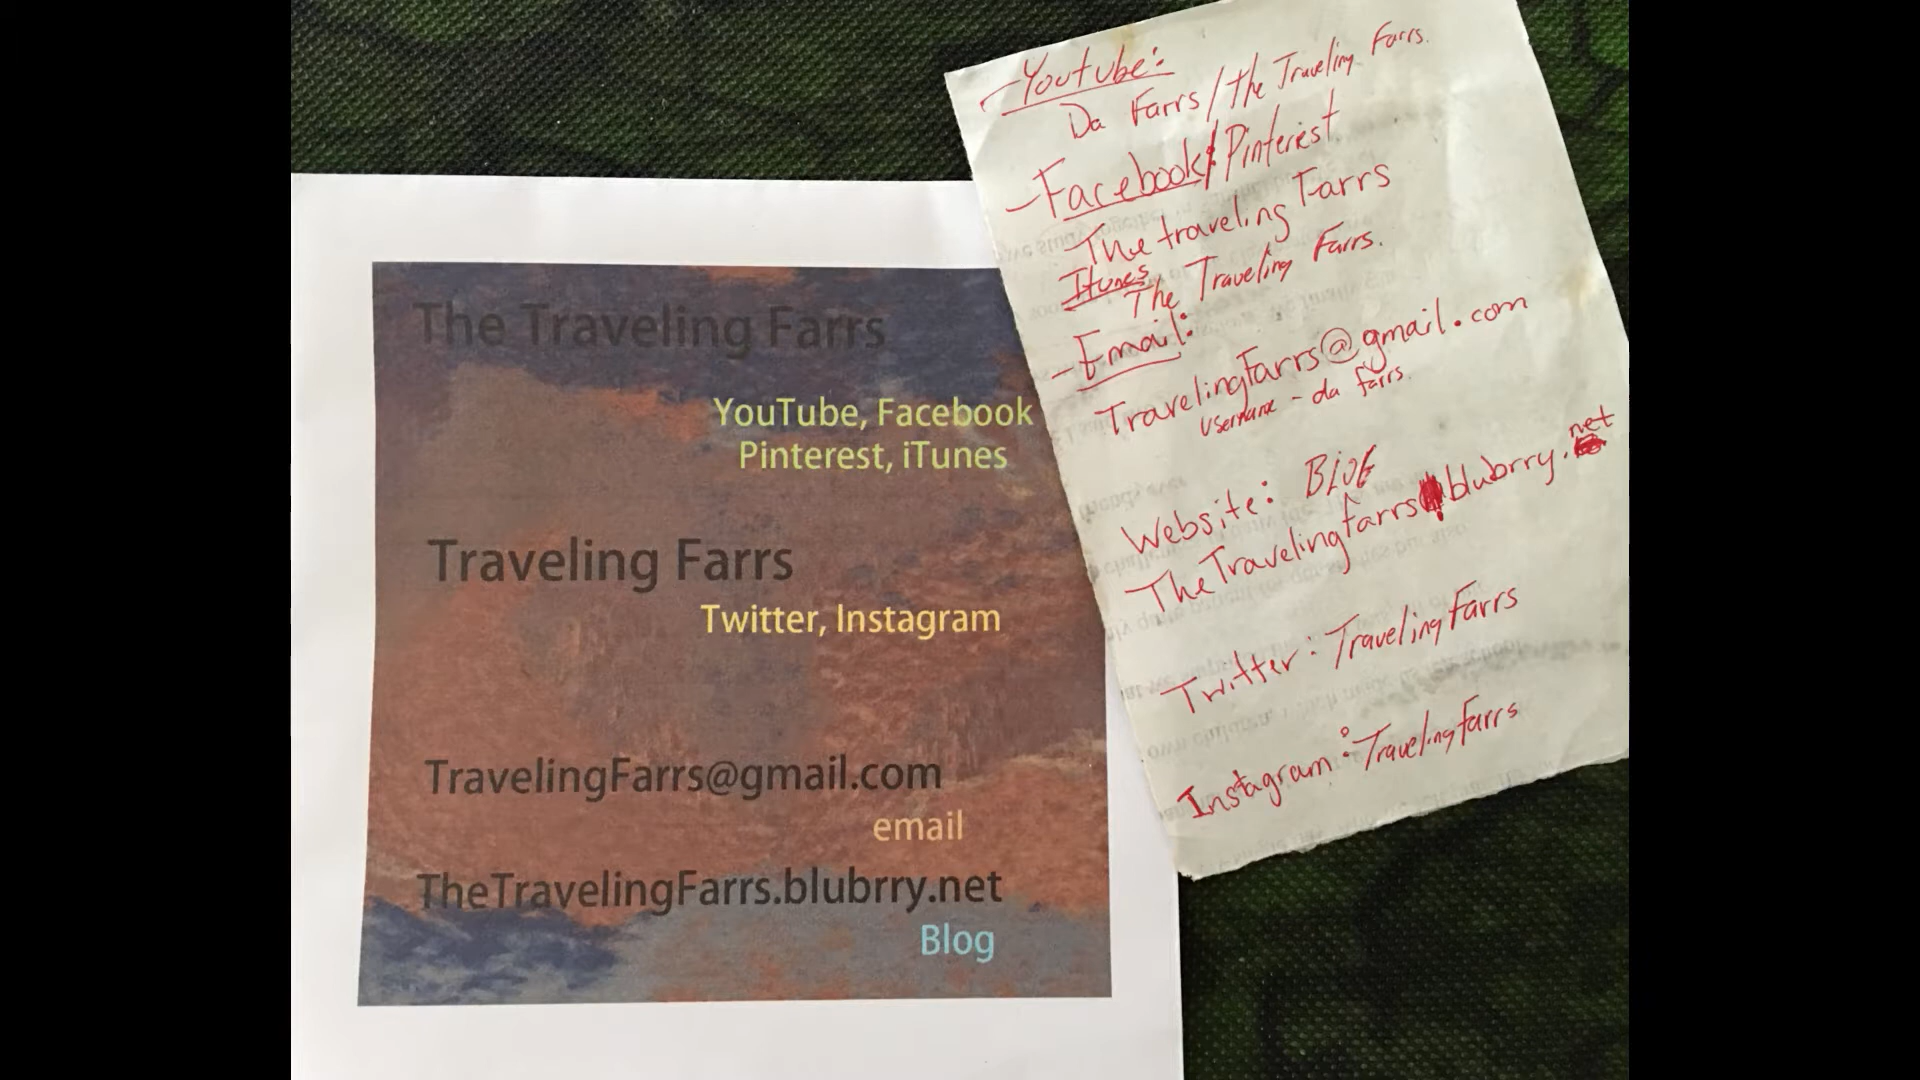 The Traveling Farrs
YouTube, Facebook
Pinterest, iTunes
Traveling Farrs
Twitter, Instagram
TravelingFarrs@gmail.com
email
TheTravelingFarrs.blubrry.net
Blog
-Youtube:
Da Farrs/the Traveling Farrs.
-Facebook/Pinterest
The traveling Farrs
Itunes
The Traveling Farrs.
-Email:
TravelingFarrs@gmail.com
Username - da farrs.
Website: BlOG
TheTravelingfarrs blubrry.net
Twitter: TravelingFarrs
Instagram: TravelingFarrs